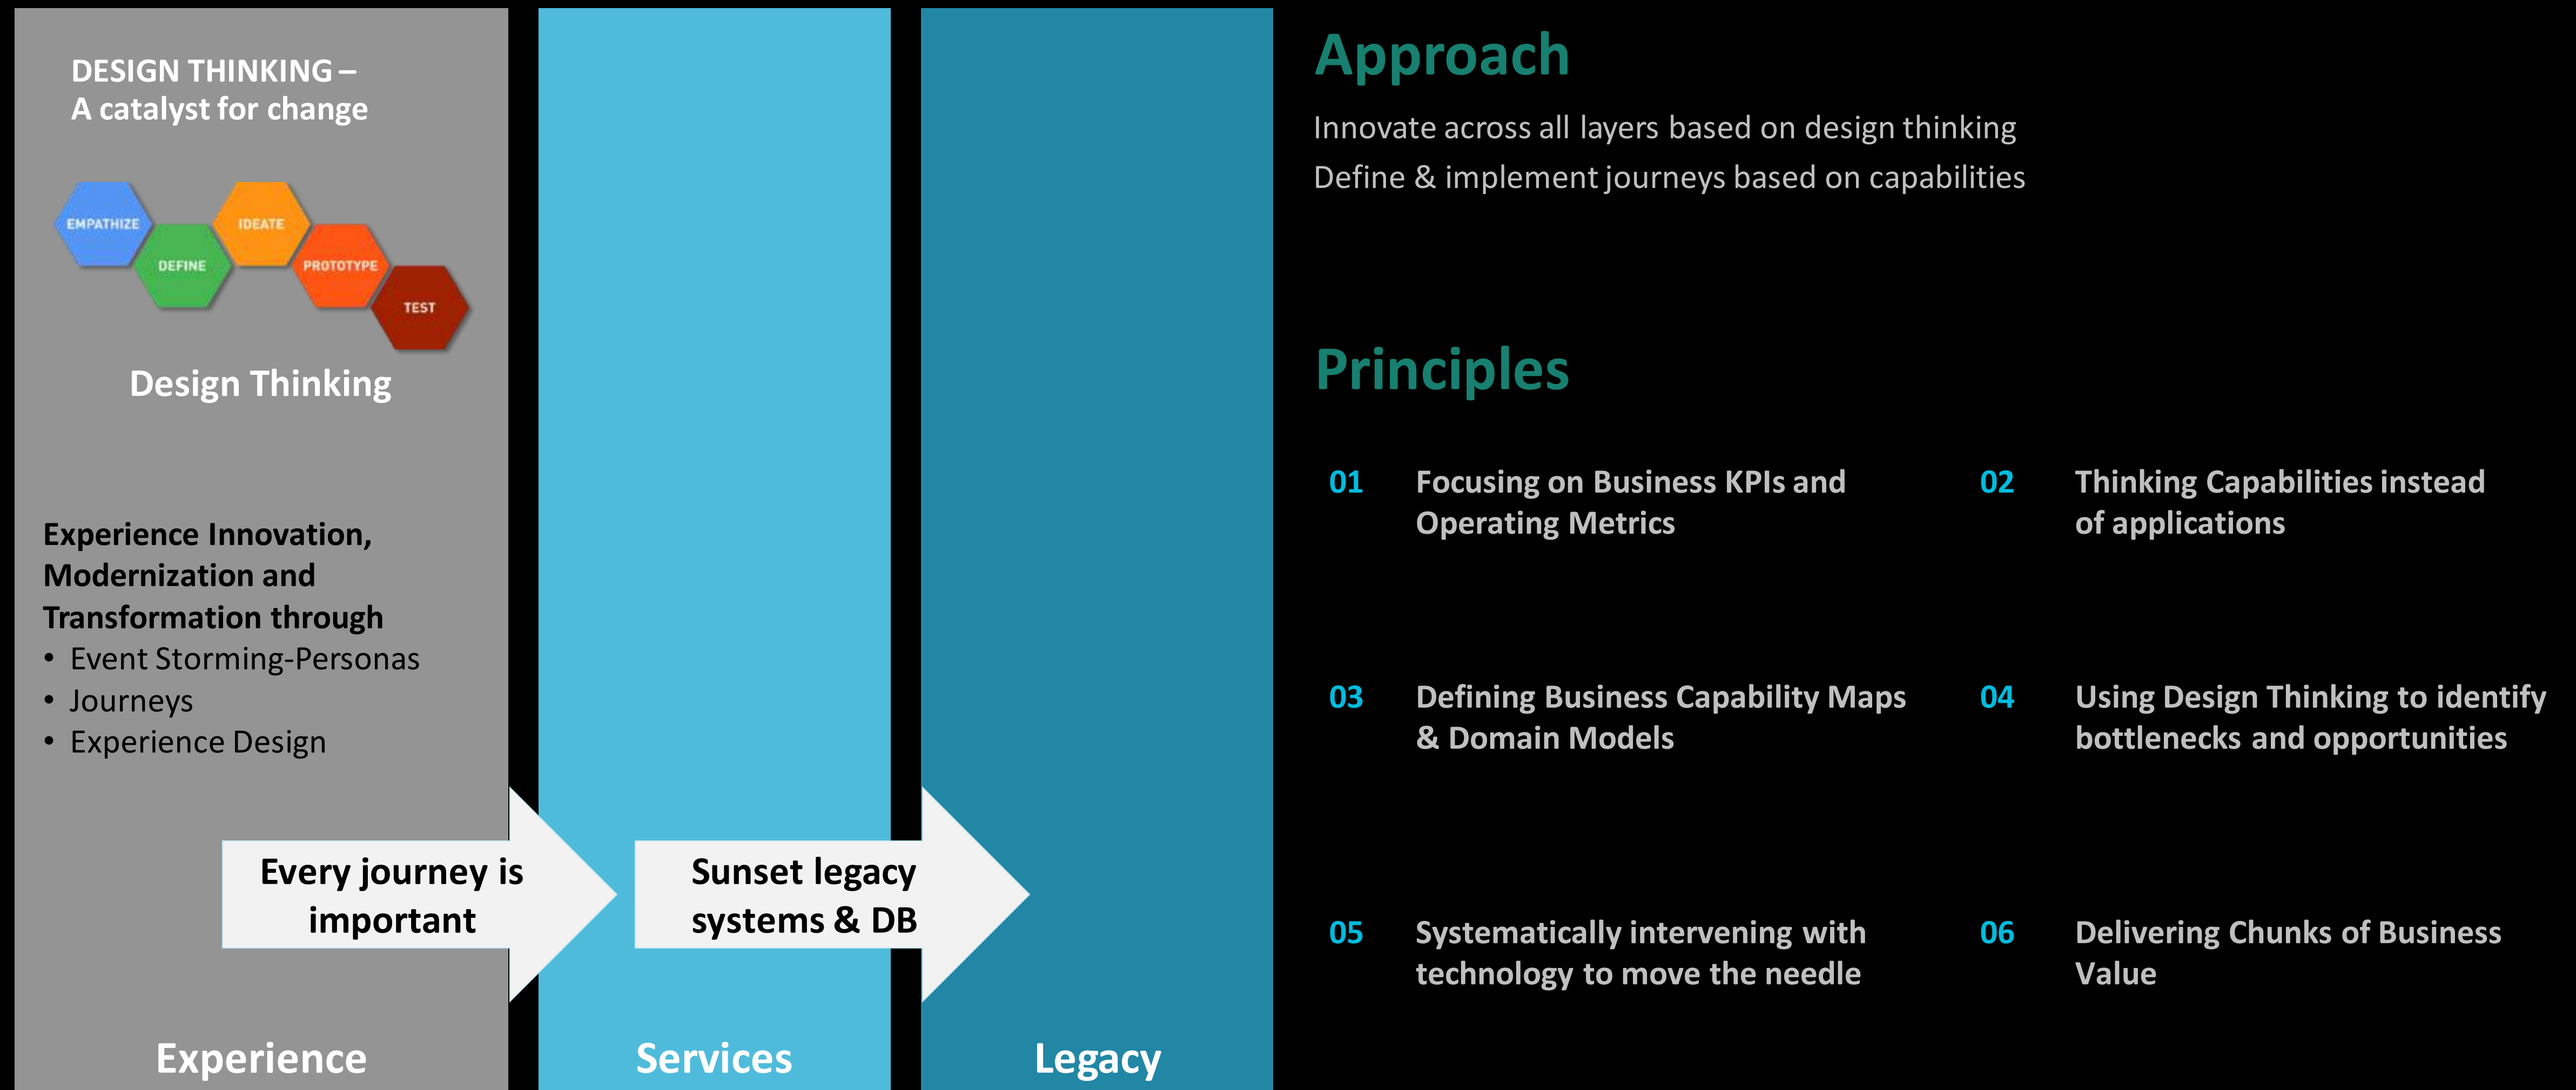 DESIGN THINKING –
A catalyst for change
EMPATHIZE
DEFINE
IDEATE
PROTOTYPE
TEST
Design Thinking
Experience Innovation,
Modernization and
Transformation through
• Event Storming-Personas
• Journeys
• Experience Design
Every journey is
important
Experience
Sunset legacy
systems & DB
Services
Legacy
Approach
Innovate across all layers based on design thinking
Define & implement journeys based on capabilities
Principles
01
Focusing on Business KPIs and
Operating Metrics
02
Thinking Capabilities instead
of applications
03
Defining Business Capability Maps
& Domain Models
04
Using Design Thinking to identify
bottlenecks and opportunities
05
Systematically intervening with
technology to move the needle
06
Delivering Chunks of Business
Value